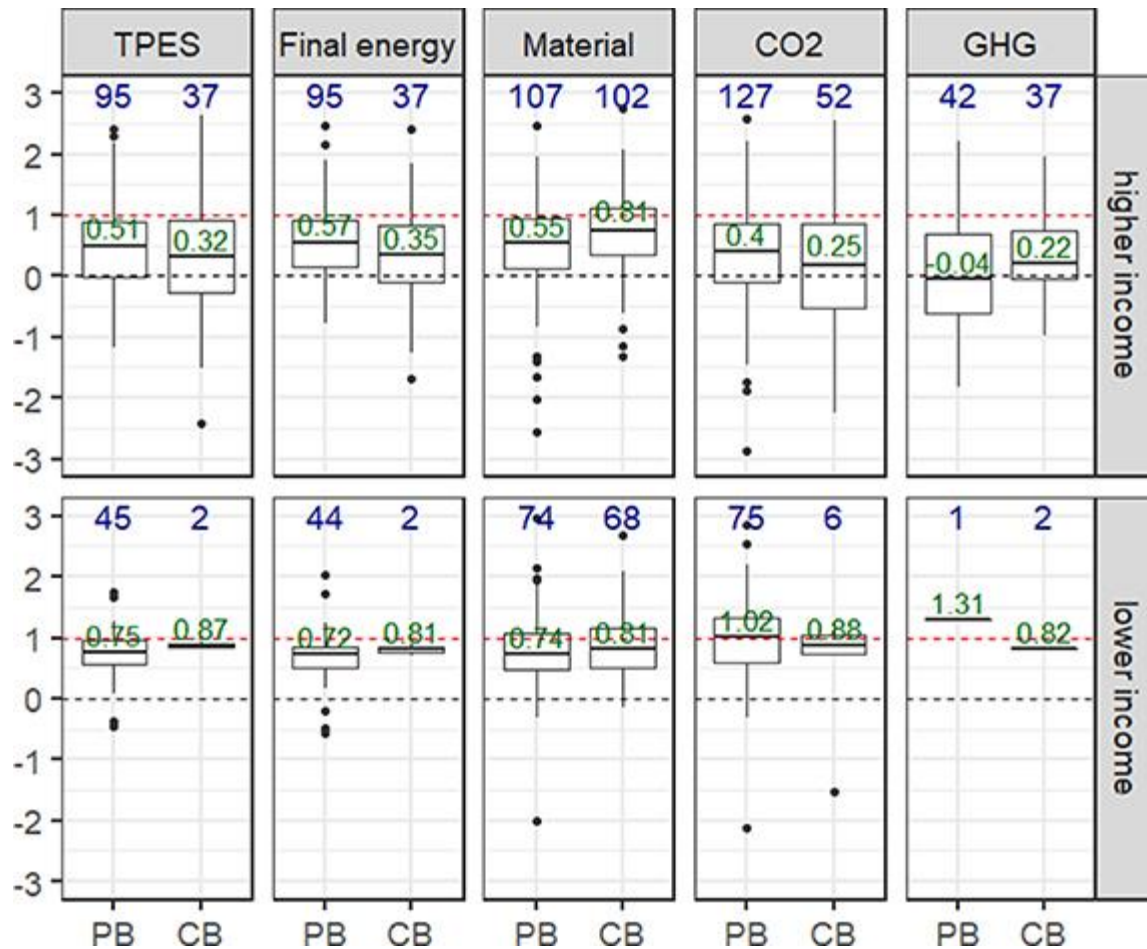 TPES Final energy Material CO2 GHG
95 37 95 37 107 102 127 52 42 37
3
2
1
0
-1
-2
-3
0.51 0.32 0.57 0.35 0.55 0.81 0.4 0.25 -0.04 0.22
higher income
45 2 44 2 74 68 75 6 1 2
3
2
1
0
-1
-2
-3
0.75 0.87 0.72 0.81 0.74 0.81 1.02 0.88 1.31 0.82
lower income
PB CB PB CB PB CB PB CB PB CB